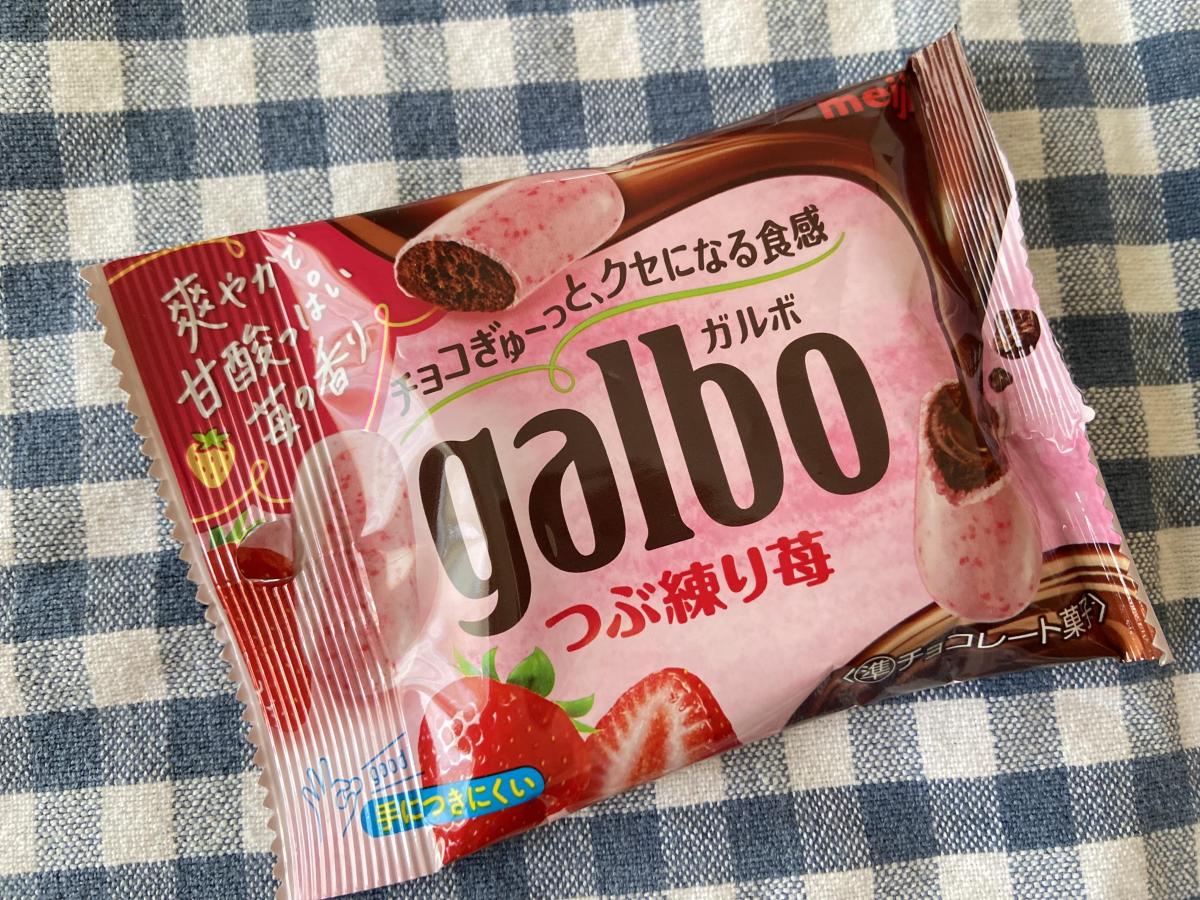 meiji
爽やかで
甘酸っぱい
苺の香り
チョコぎゅーっと、クセになる食感
ガルボ
galbo
つぶ練り苺
〈準チョコレート菓子〉
good
手につきにくい